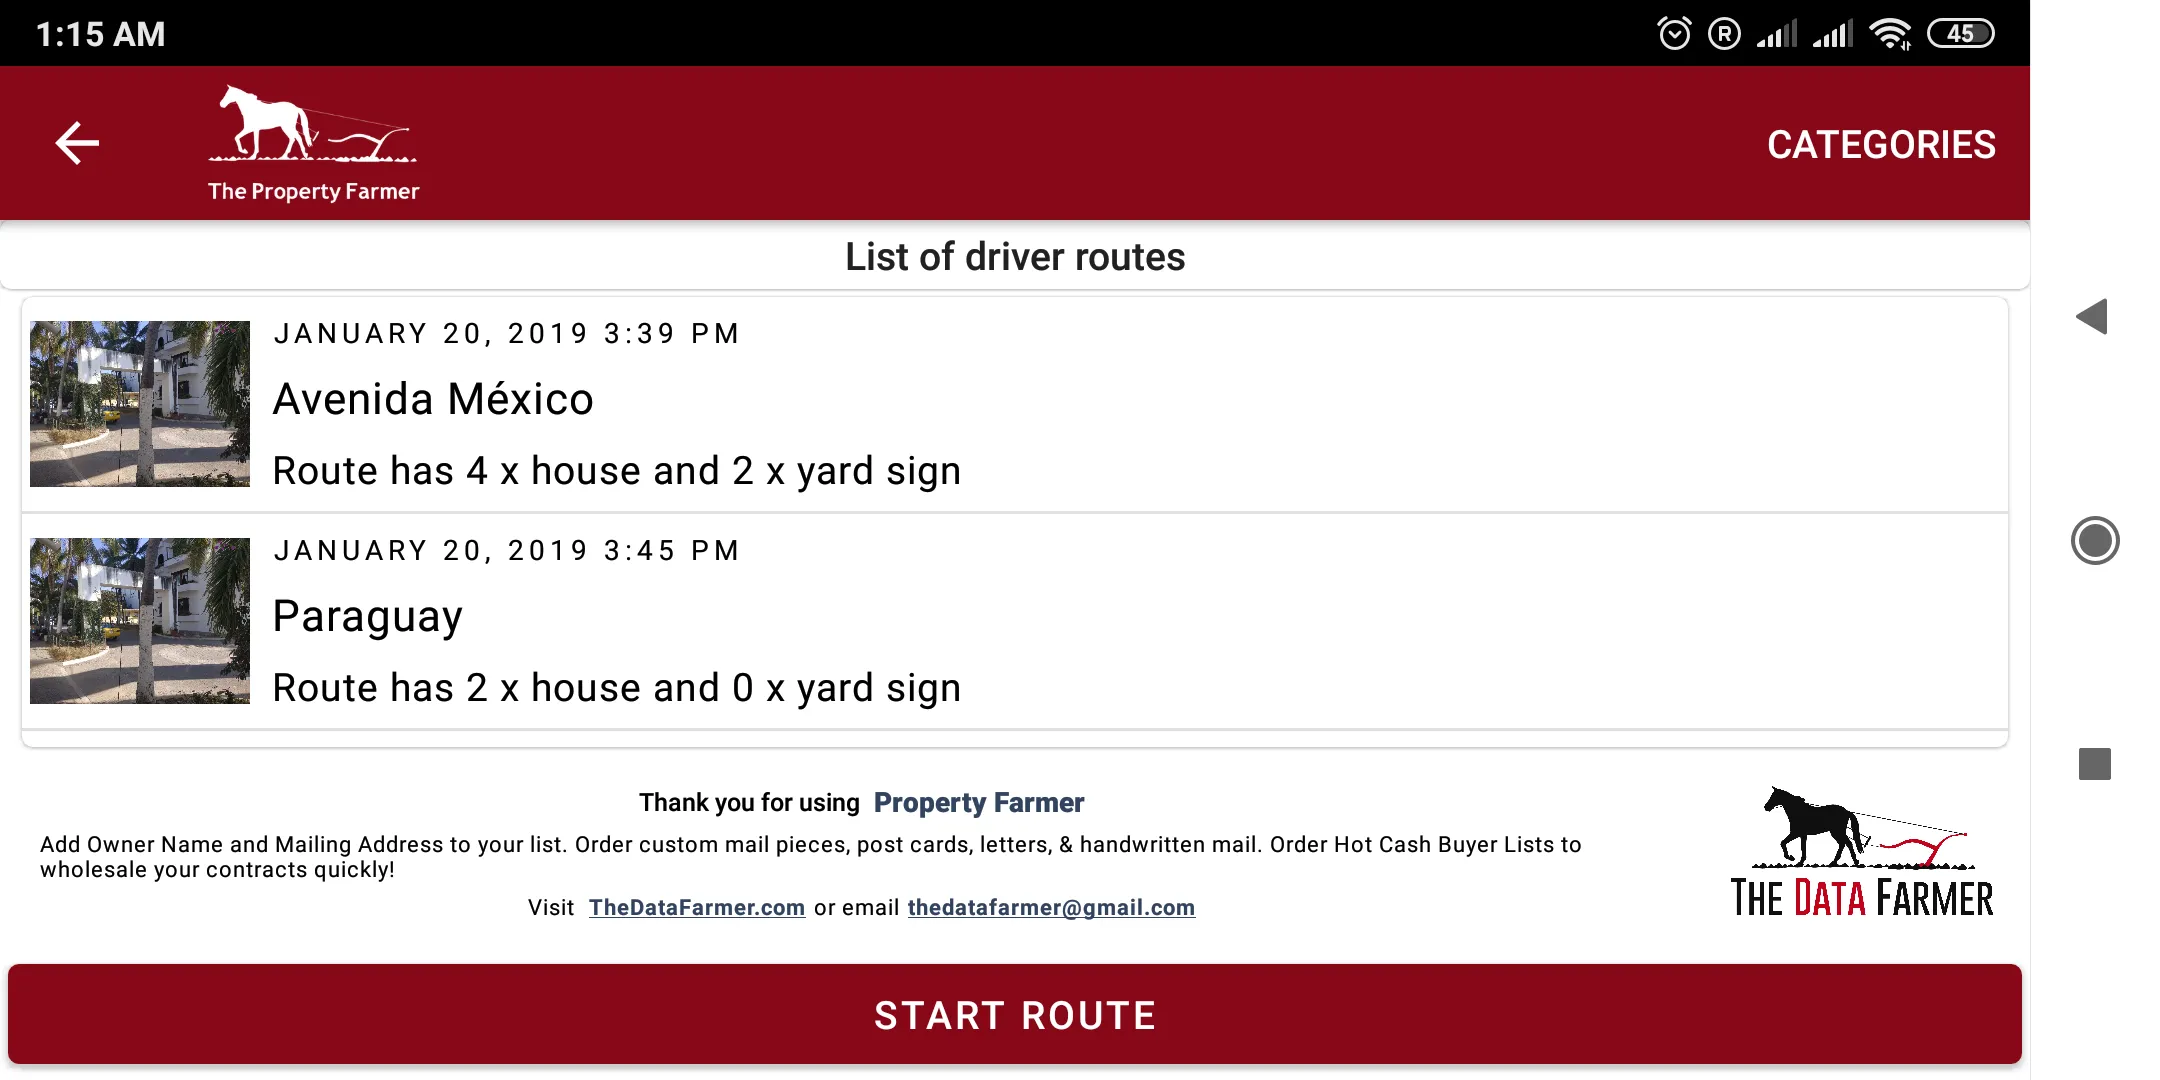 1:15 AM
R
45
The Property Farmer
CATEGORIES
List of driver routes
JANUARY 20, 2019 3:39 PM
Avenida México
Route has 4 x house and 2 x yard sign
JANUARY 20, 2019 3:45 PM
Paraguay
Route has 2 x house and 0 x yard sign
Thank you for using Property Farmer
Add Owner Name and Mailing Address to your list. Order custom mail pieces, post cards, letters, & handwritten mail. Order Hot Cash Buyer Lists to
wholesale your contracts quickly!
Visit TheDataFarmer.com or email thedatafarmer@gmail.com
THE DATA FARMER
START ROUTE